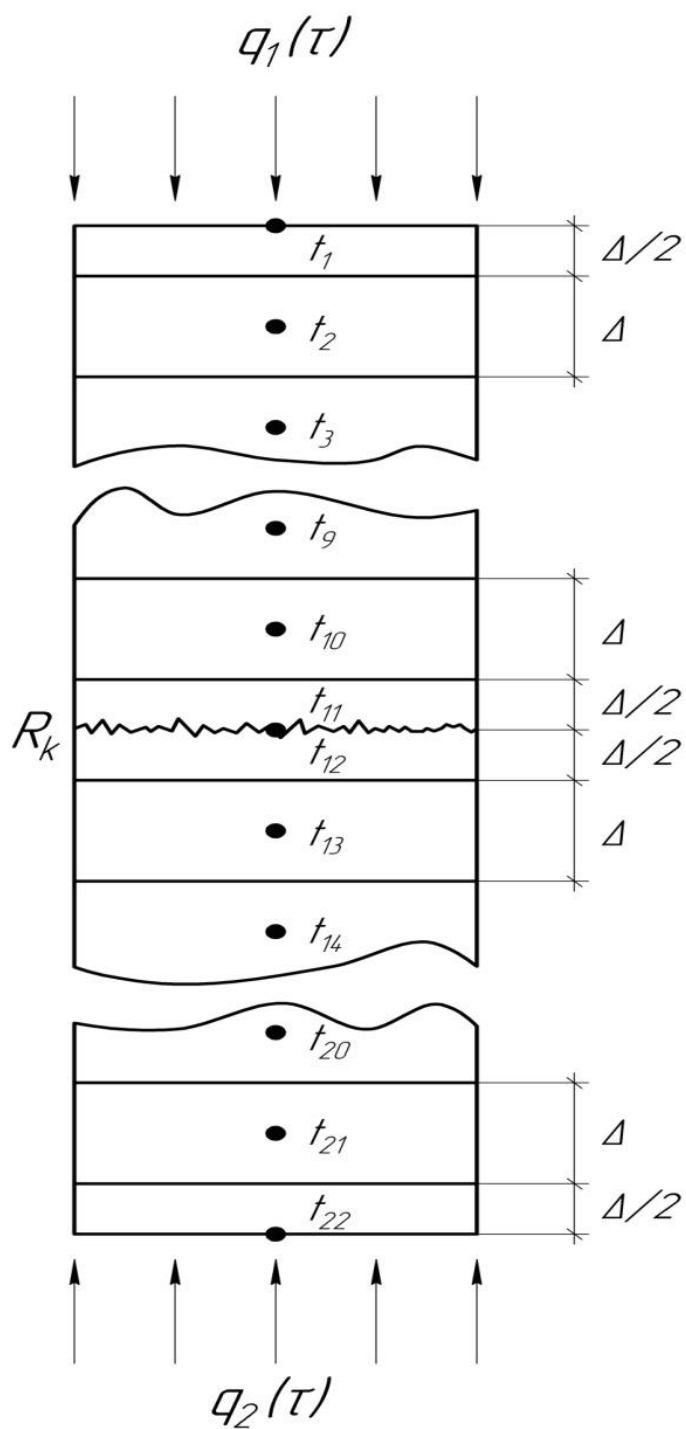 q₁(τ)
t₁
Δ/2
t₂
Δ
t₃
t₉
t₁₀
Δ
t₁₁
Δ/2
Rₖ
t₁₂
Δ/2
t₁₃
Δ
t₁₄
t₂₀
t₂₁
Δ
t₂₂
Δ/2
q₂(τ)